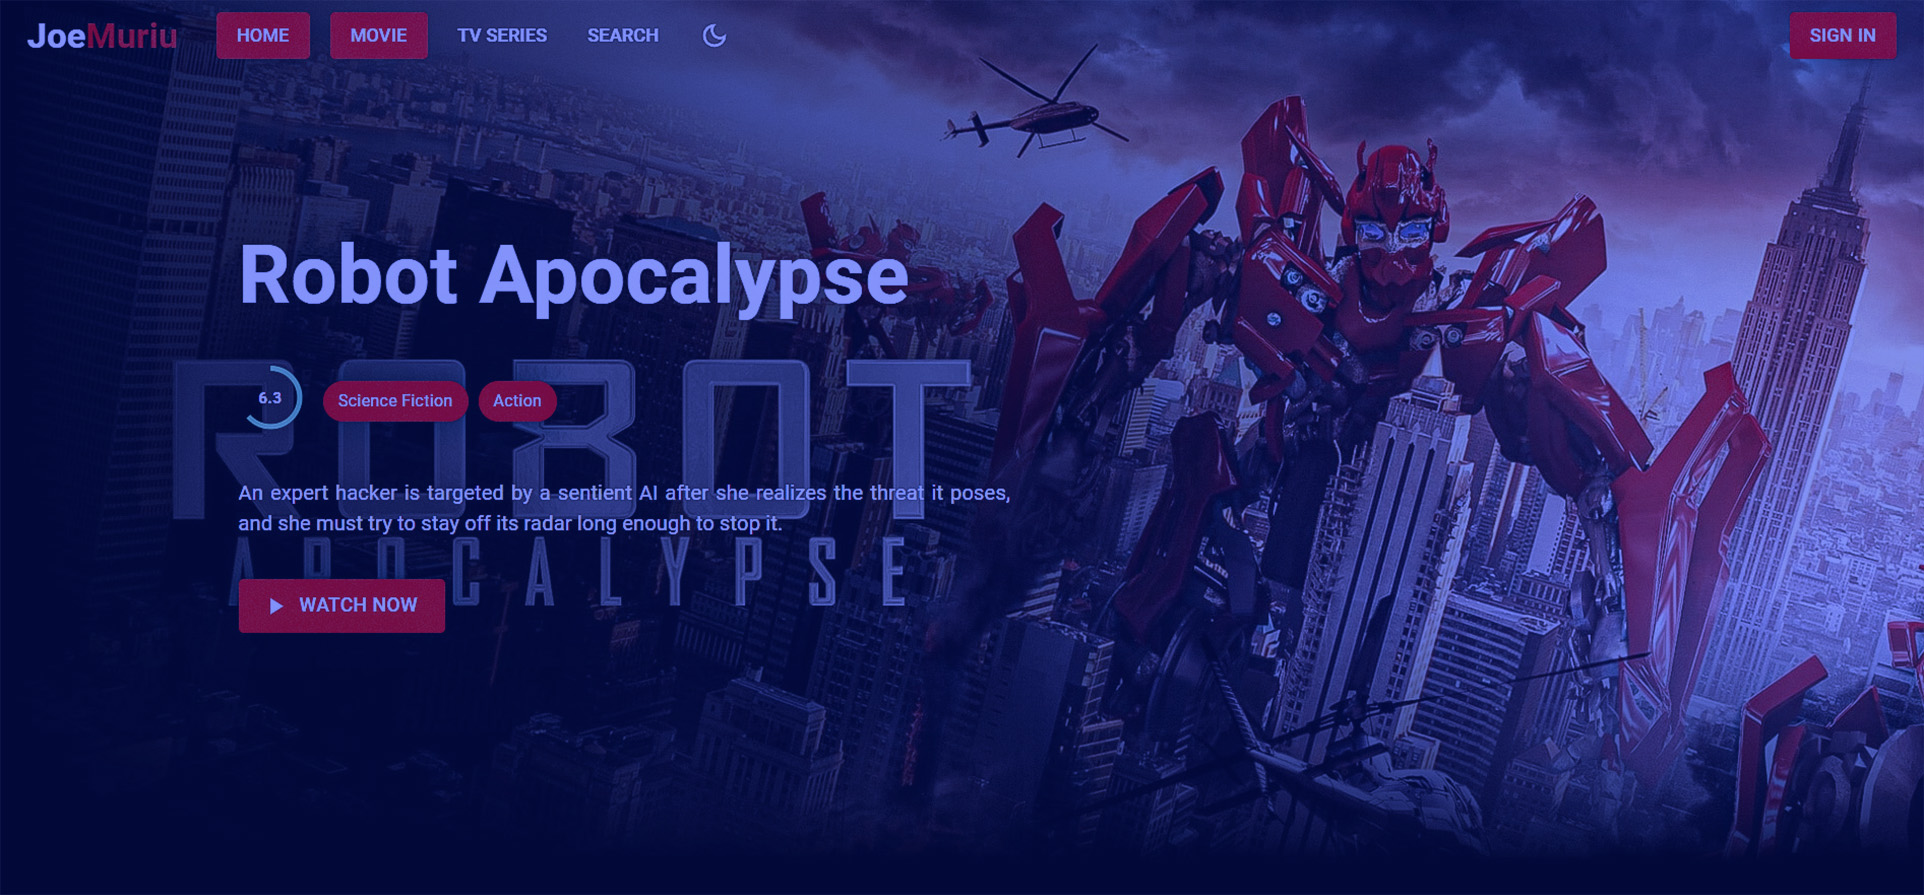 JoeMuriu
HOME
MOVIE
TV SERIES
SEARCH
SIGN IN
Robot Apocalypse
ROBOT
6.3
Science Fiction
Action
An expert hacker is targeted by a sentient AI after she realizes the threat it poses,
and she must try to stay off its radar long enough to stop it.
APOCALYPSE
WATCH NOW